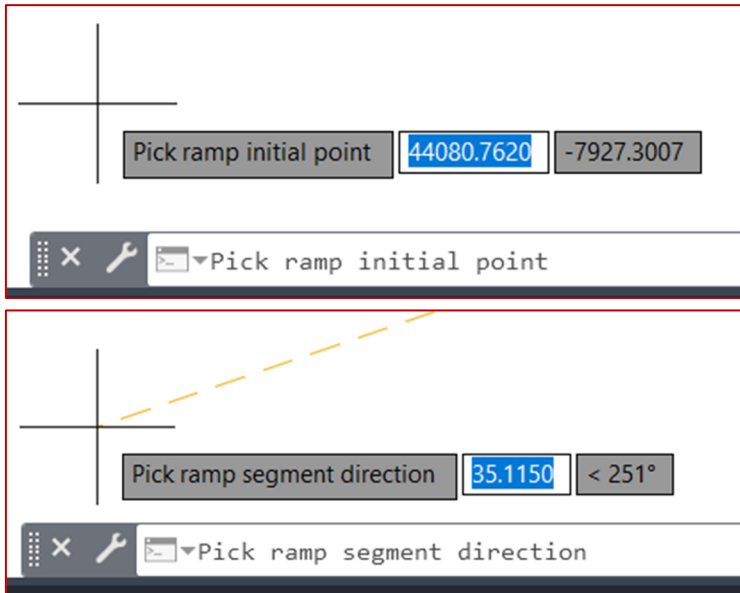 Pick ramp initial point 44080.7620 -7927.3007
Pick ramp initial point
Pick ramp segment direction 35.1150 < 251°
Pick ramp segment direction